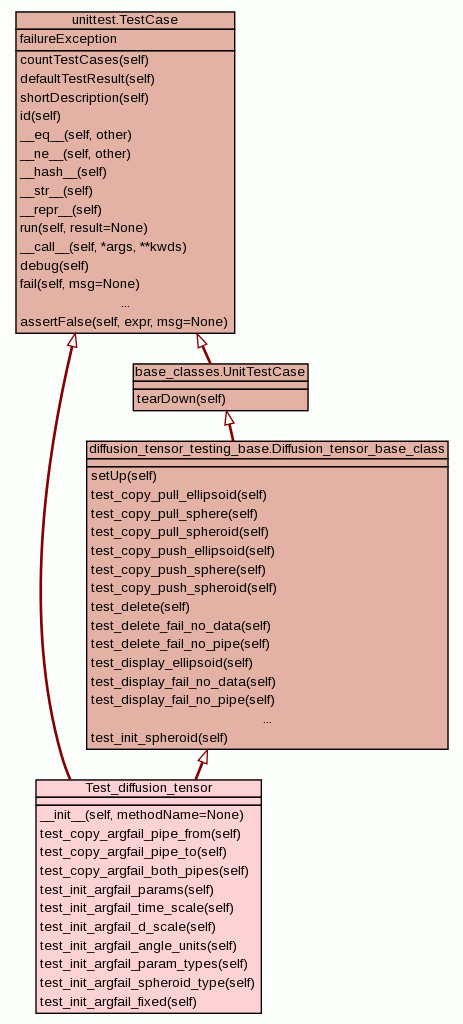 unittest.TestCase
failureException
countTestCases(self)
defaultTestResult(self)
shortDescription(self)
id(self)
__eq__(self, other)
__ne__(self, other)
__hash__(self)
__str__(self)
__repr__(self)
run(self, result=None)
__call__(self, *args, **kwds)
debug(self)
fail(self, msg=None)
...
assertFalse(self, expr, msg=None)
base_classes.UnitTestCase
tearDown(self)
diffusion_tensor_testing_base.Diffusion_tensor_base_class
setUp(self)
test_copy_pull_ellipsoid(self)
test_copy_pull_sphere(self)
test_copy_pull_spheroid(self)
test_copy_push_ellipsoid(self)
test_copy_push_sphere(self)
test_copy_push_spheroid(self)
test_delete(self)
test_delete_fail_no_data(self)
test_delete_fail_no_pipe(self)
test_display_ellipsoid(self)
test_display_fail_no_data(self)
test_display_fail_no_pipe(self)
...
test_init_spheroid(self)
Test_diffusion_tensor
__init__(self, methodName=None)
test_copy_argfail_pipe_from(self)
test_copy_argfail_pipe_to(self)
test_copy_argfail_both_pipes(self)
test_init_argfail_params(self)
test_init_argfail_time_scale(self)
test_init_argfail_d_scale(self)
test_init_argfail_angle_units(self)
test_init_argfail_param_types(self)
test_init_argfail_spheroid_type(self)
test_init_argfail_fixed(self)